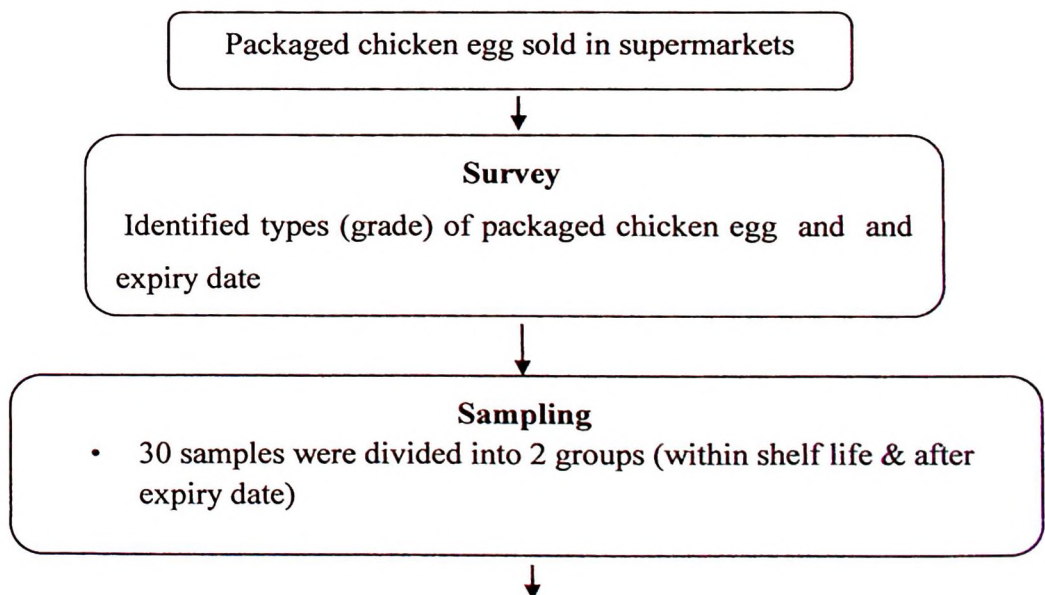 Packaged chicken egg sold in supermarkets
Survey
Identified types (grade) of packaged chicken egg and and
expiry date
Sampling
• 30 samples were divided into 2 groups (within shelf life & after
expiry date)